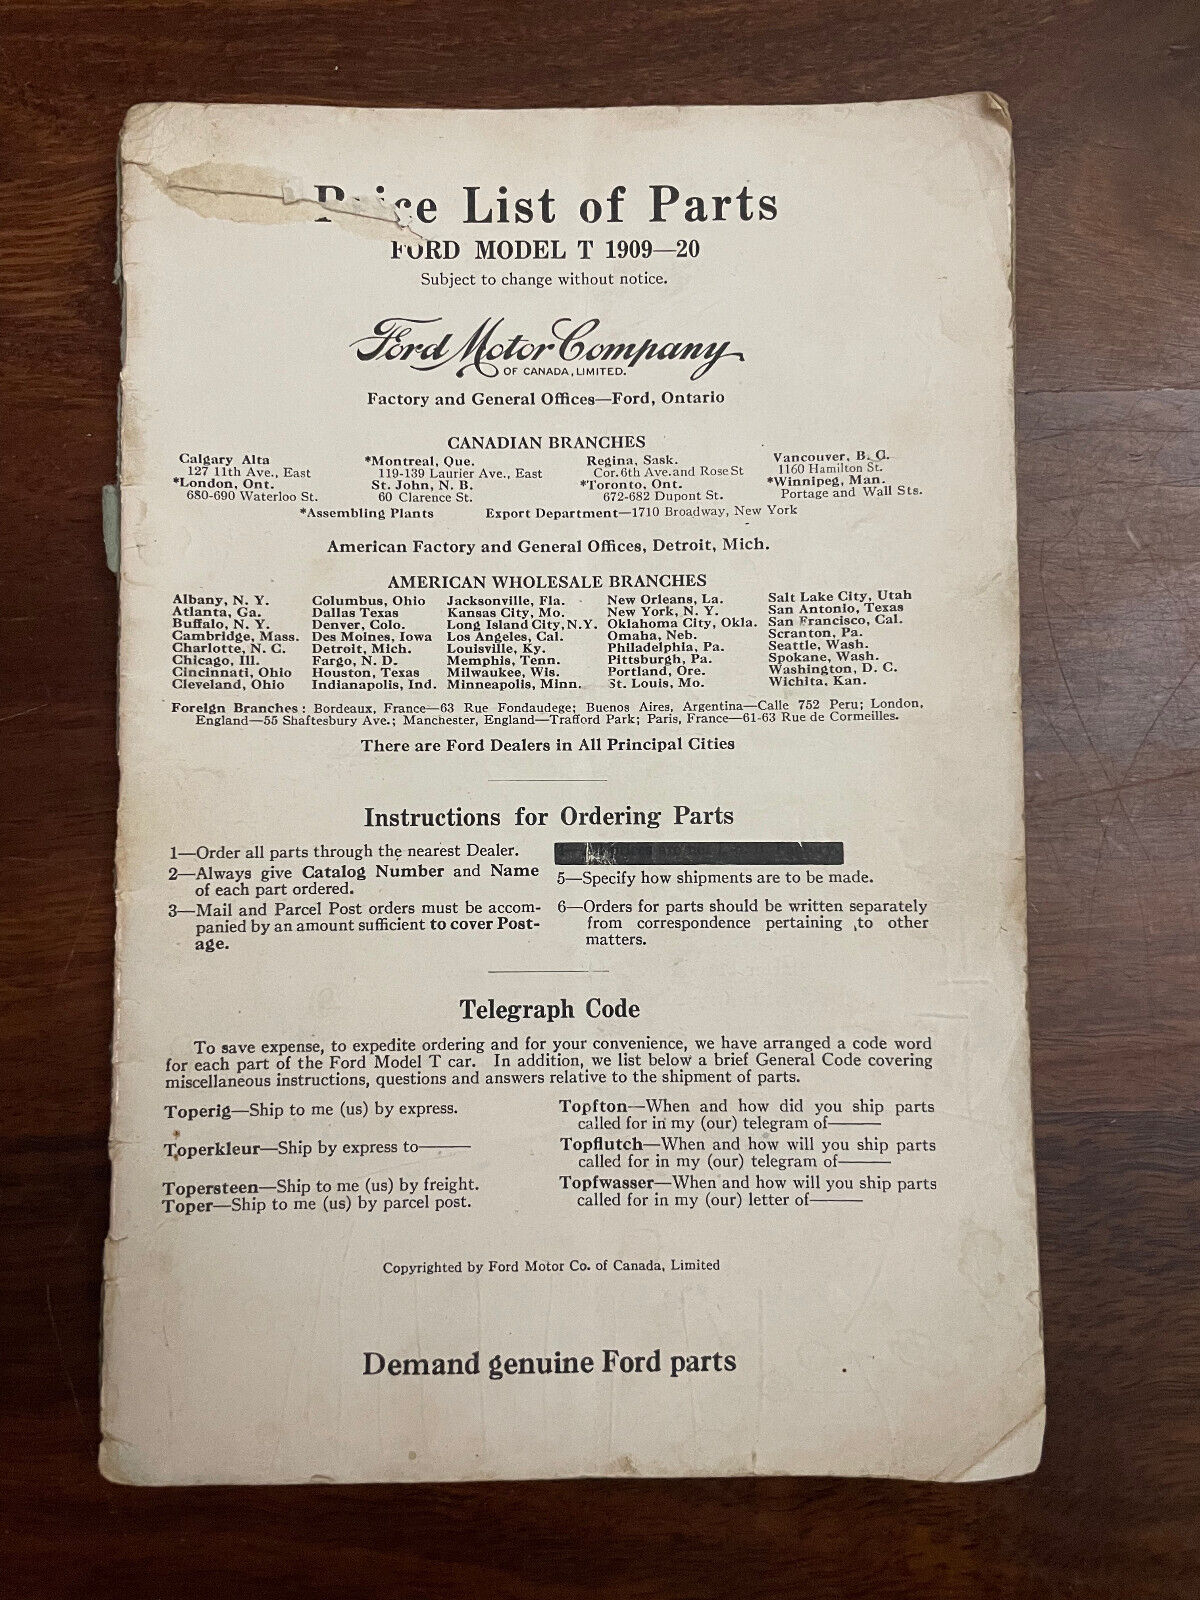 List of Parts
FORD MODEL T 1909—20
Subject to change without notice.
Ford Motor Company
OF CANADA, LIMITED.
Factory and General Offices—Ford, Ontario
CANADIAN BRANCHES
Calgary Alta
127 11th Ave., East
*London, Ont.
680-690 Waterloo St.
*Montreal, Que.
119-139 Laurier Ave., East
St. John, N. B.
60 Clarence St.
Regina, Sask.
Cor. 6th Ave. and Rose St
*Toronto, Ont.
672-682 Dupont St.
Vancouver, B. C.
1160 Hamilton St.
*Winnipeg, Man.
Portage and Wall Sts.
*Assembling Plants Export Department—1710 Broadway, New York
American Factory and General Offices, Detroit, Mich.
AMERICAN WHOLESALE BRANCHES
Albany, N. Y.
Atlanta, Ga.
Buffalo, N. Y.
Cambridge, Mass.
Charlotte, N. C.
Chicago, Ill.
Cincinnati, Ohio
Cleveland, Ohio
Columbus, Ohio
Dallas Texas
Denver, Colo.
Des Moines, Iowa
Detroit, Mich.
Fargo, N. D.
Houston, Texas
Indianapolis, Ind.
Jacksonville, Fla.
Kansas City, Mo.
Long Island City, N.Y.
Los Angeles, Cal.
Louisville, Ky.
Memphis, Tenn.
Milwaukee, Wis.
Minneapolis, Minn.
New Orleans, La.
New York, N. Y.
Oklahoma City, Okla.
Omaha, Neb.
Philadelphia, Pa.
Pittsburgh, Pa.
Portland, Ore.
St. Louis, Mo.
Salt Lake City, Utah
San Antonio, Texas
San Francisco, Cal.
Scranton, Pa.
Seattle, Wash.
Spokane, Wash.
Washington, D. C.
Wichita, Kan.
Foreign Branches: Bordeaux, France—63 Rue Fondaudege; Buenos Aires, Argentina—Calle 752 Peru; London,
England—55 Shaftesbury Ave.; Manchester, England—Trafford Park; Paris, France—61-63 Rue de Cormeilles.
There are Ford Dealers in All Principal Cities
Instructions for Ordering Parts
1—Order all parts through the nearest Dealer.
2—Always give Catalog Number and Name
of each part ordered.
3—Mail and Parcel Post orders must be accom-
panied by an amount sufficient to cover Post-
age.
5—Specify how shipments are to be made.
6—Orders for parts should be written separately
from correspondence pertaining to other
matters.
Telegraph Code
To save expense, to expedite ordering and for your convenience, we have arranged a code word
for each part of the Ford Model T car. In addition, we list below a brief General Code covering
miscellaneous instructions, questions and answers relative to the shipment of parts.
Toperig—Ship to me (us) by express.
Toperkleur—Ship by express to———
Topersteen—Ship to me (us) by freight.
Toper—Ship to me (us) by parcel post.
Topfton—When and how did you ship parts
called for in my (our) telegram of———
Topflutch—When and how will you ship parts
called for in my (our) telegram of———
Topfwasser—When and how will you ship parts
called for in my (our) letter of———
Copyrighted by Ford Motor Co. of Canada, Limited
Demand genuine Ford parts